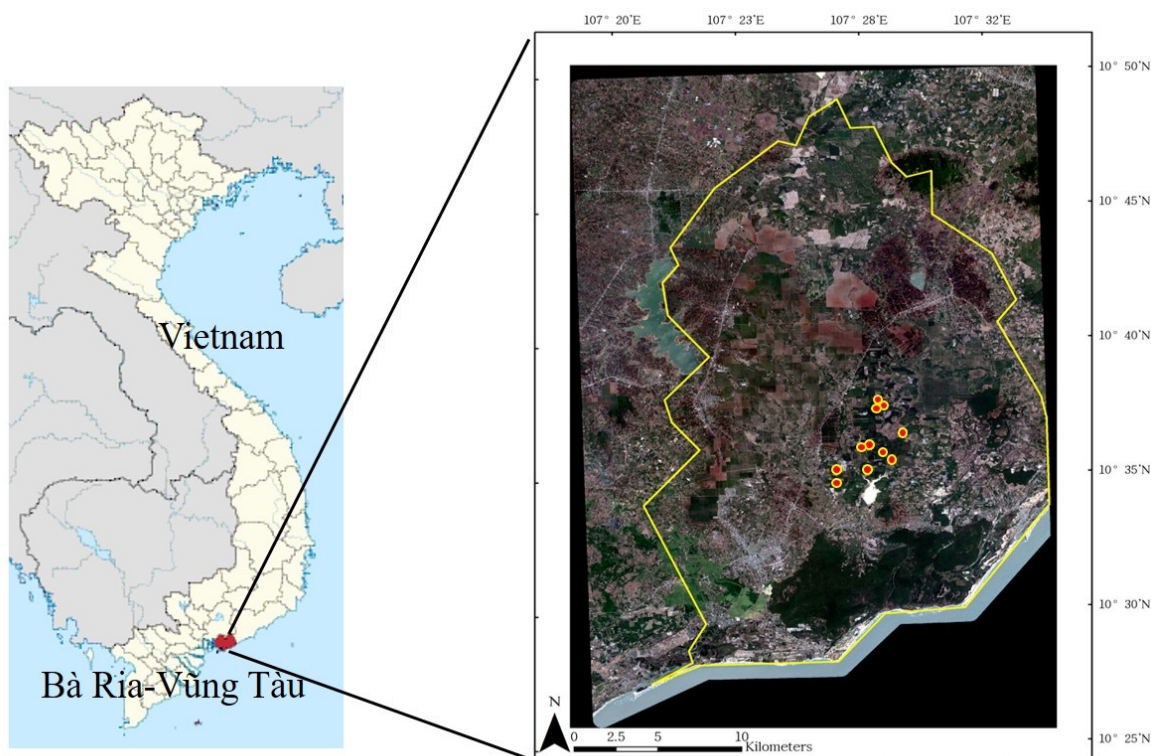 107° 20'E 107° 23'E 107° 28'E 107° 32'E
10° 50'N
10° 45'N
Vietnam
10° 40'N
10° 35'N
10° 30'N
Bà Rịa-Vũng Tàu
N
10° 25'N
0 2.5 5 10
Kilometers